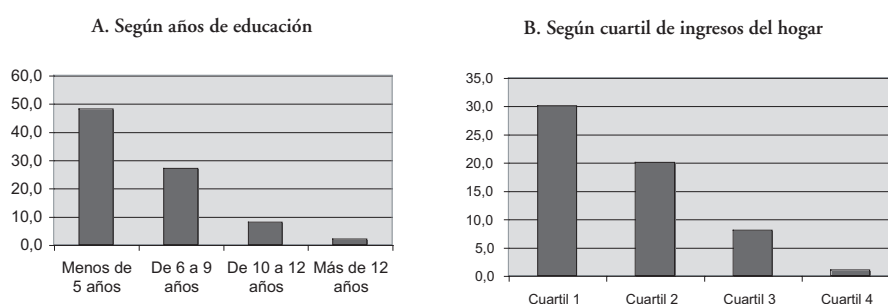 A. Según años de educación
60,0
50,0
40,0
30,0
20,0
10,0
0,0
Menos de
5 años
De 6 a 9
años
De 10 a 12
años
Más de 12
años
B. Según cuartil de ingresos del hogar
35,0
30,0
25,0
20,0
15,0
10,0
5,0
0,0
Cuartil 1
Cuartil 2
Cuartil 3
Cuartil 4